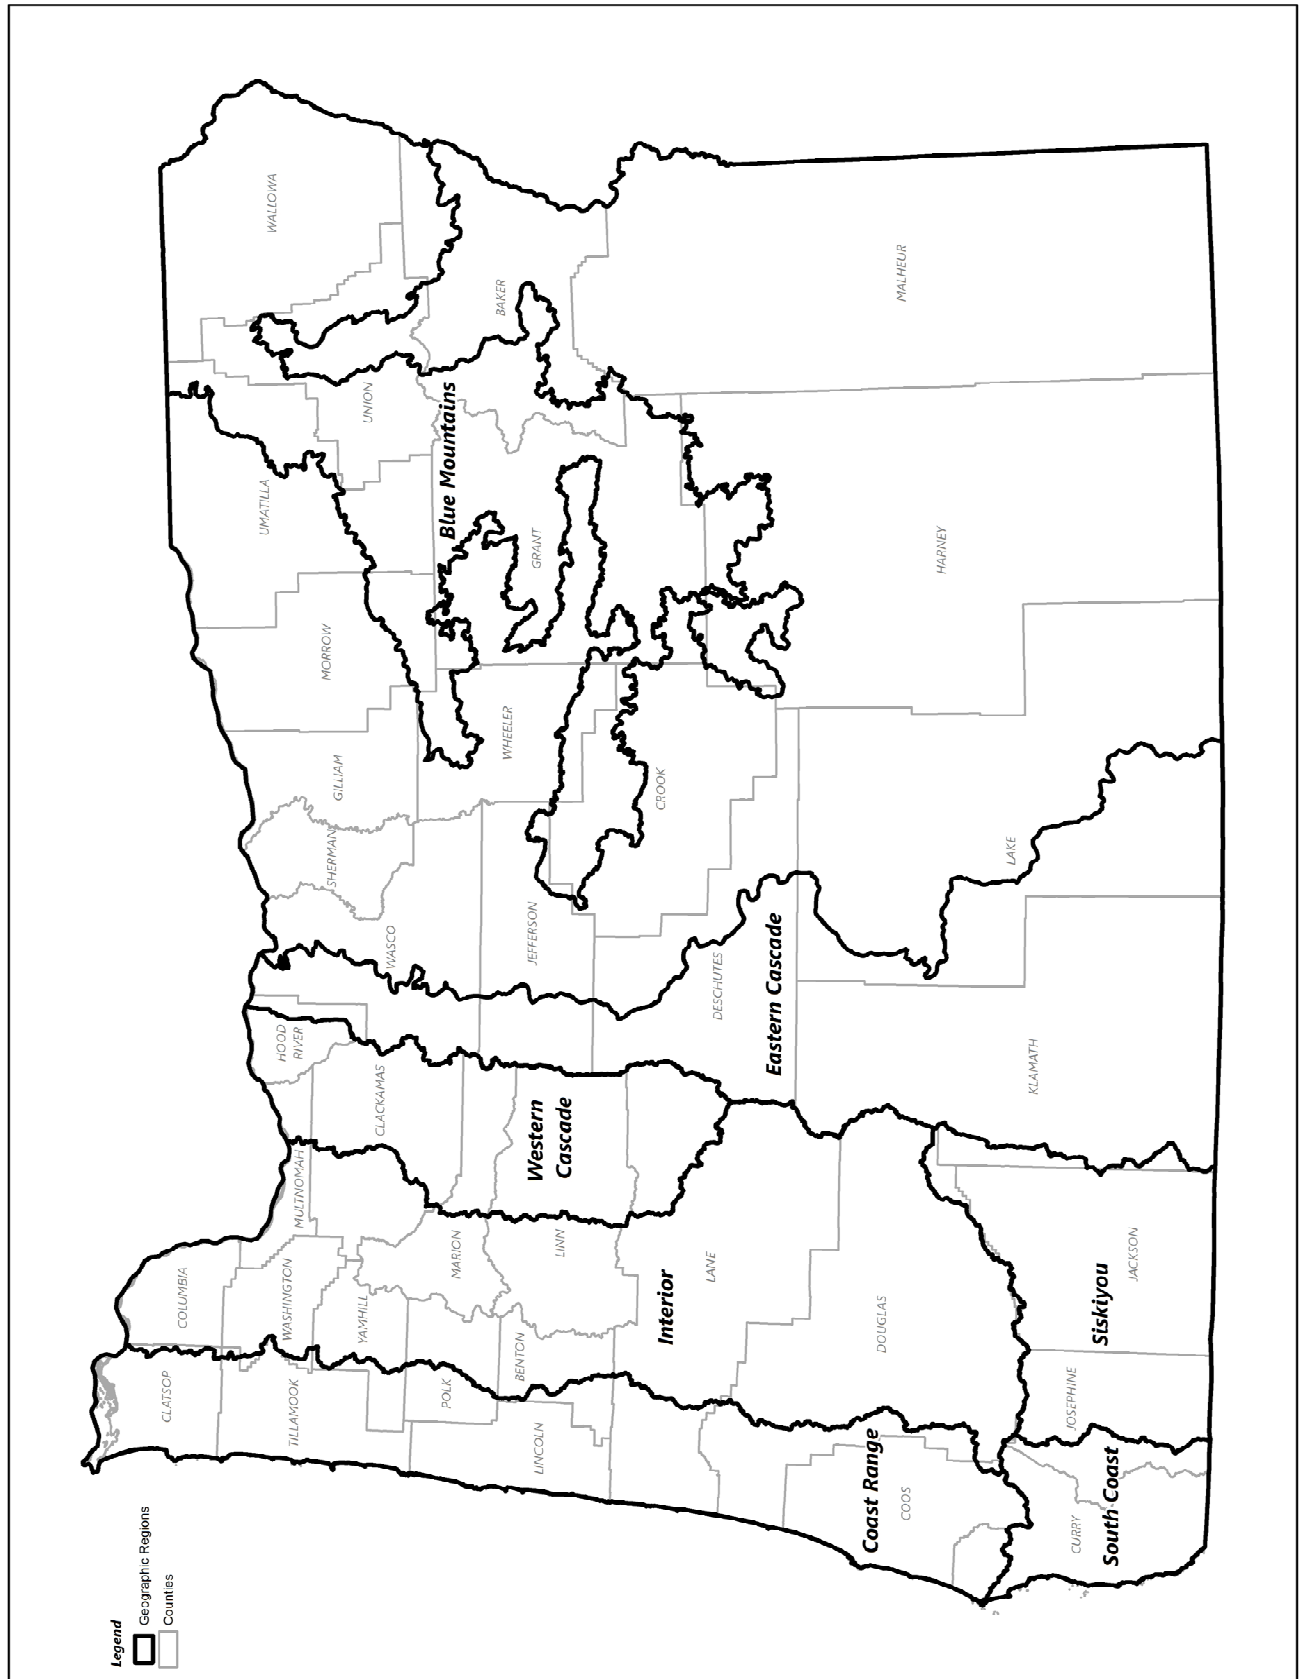 Legend
Geographic Regions
Counties
CLATSOP
COLUMBIA
TILLAMOOK
WASHINGTON
MULTNOMAH
HOOD
RIVER
YAMHILL
CLACKAMAS
POLK
MARION
LINCOLN
BENTON
LINN
Western
Cascade
LANE
Interior
DOUGLAS
COOS
Coast Range
CURRY
South Coast
JOSEPHINE
JACKSON
Siskiyou
KLAMATH
Eastern Cascade
DESCHUTES
JEFFERSON
WASCO
SHERMAN
GILLIAM
MORROW
UMATILLA
UNION
WALLOWA
Blue Mountains
BAKER
GRANT
WHEELER
CROOK
LAKE
HARNEY
MALHEUR